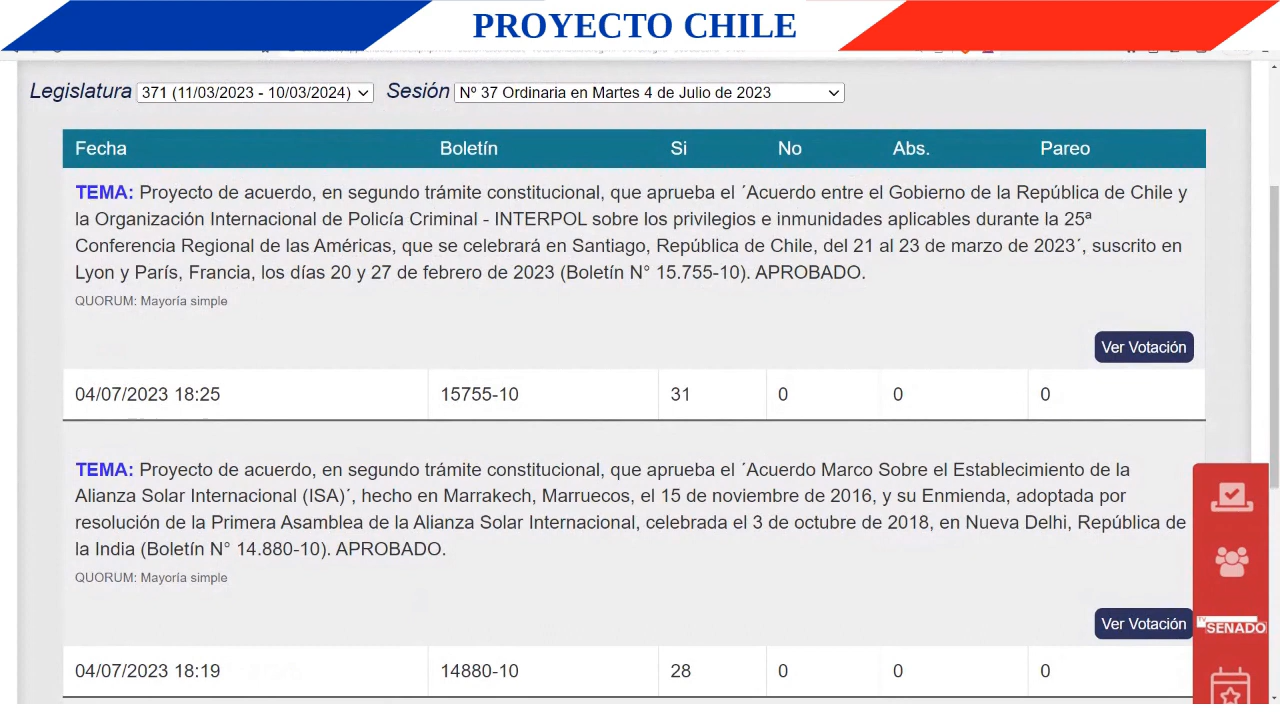 PROYECTO CHILE
Legislatura 371 (11/03/2023 - 10/03/2024) Sesión Nº 37 Ordinaria en Martes 4 de Julio de 2023
Fecha Boletín Si No Abs. Pareo
TEMA: Proyecto de acuerdo, en segundo trámite constitucional, que aprueba el ´Acuerdo entre el Gobierno de la República de Chile y
la Organización Internacional de Policía Criminal - INTERPOL sobre los privilegios e inmunidades aplicables durante la 25ª
Conferencia Regional de las Américas, que se celebrará en Santiago, República de Chile, del 21 al 23 de marzo de 2023´, suscrito en
Lyon y París, Francia, los días 20 y 27 de febrero de 2023 (Boletín N° 15.755-10). APROBADO.
QUORUM: Mayoría simple
Ver Votación
04/07/2023 18:25 15755-10 31 0 0 0
TEMA: Proyecto de acuerdo, en segundo trámite constitucional, que aprueba el ´Acuerdo Marco Sobre el Establecimiento de la
Alianza Solar Internacional (ISA)´, hecho en Marrakech, Marruecos, el 15 de noviembre de 2016, y su Enmienda, adoptada por
resolución de la Primera Asamblea de la Alianza Solar Internacional, celebrada el 3 de octubre de 2018, en Nueva Delhi, República de
la India (Boletín N° 14.880-10). APROBADO.
QUORUM: Mayoría simple
Ver Votación
TV SENADO
04/07/2023 18:19 14880-10 28 0 0 0